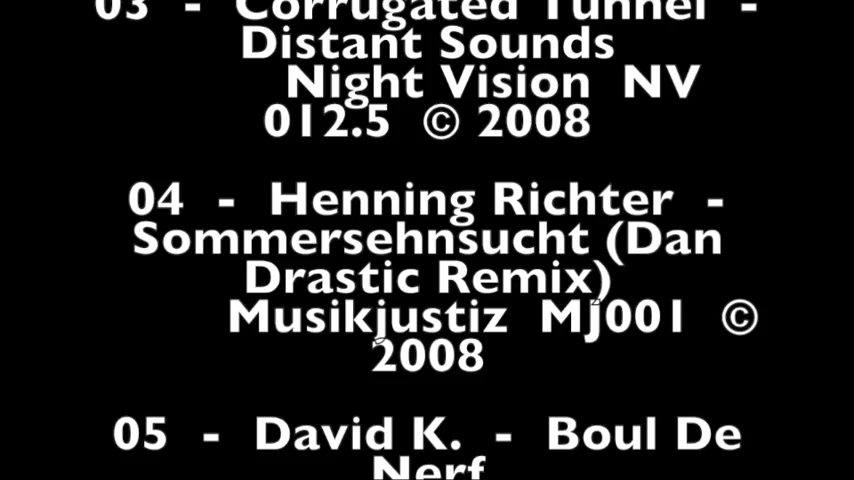 03 - Corrugated Tunnel -
Distant Sounds
Night Vision NV
012.5 © 2008
04 - Henning Richter -
Sommersehnsucht (Dan
Drastic Remix)
Musikjustiz MJ001 ©
2008
05 - David K. - Boul De
Nerf